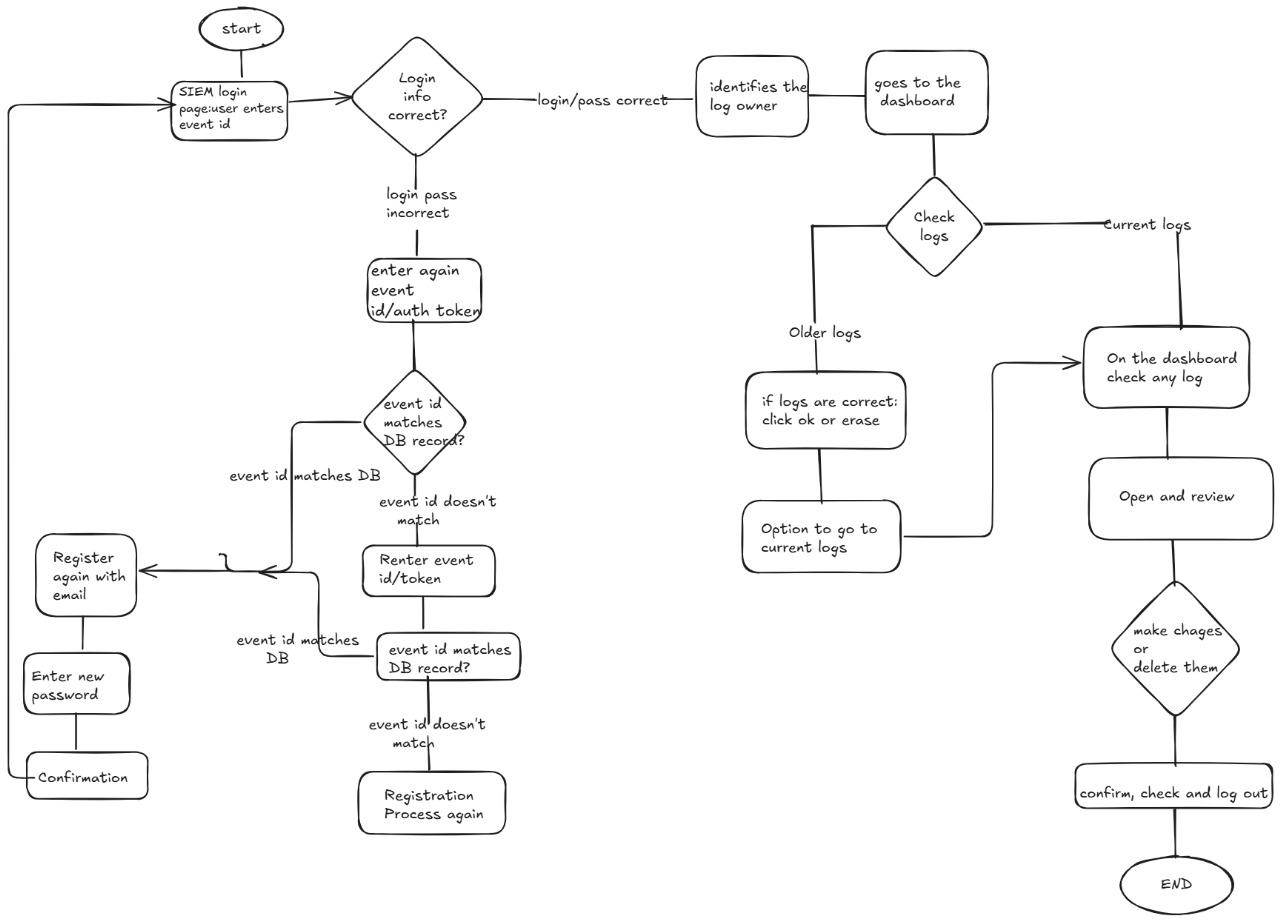 start
SIEM login
page:user enters
event id
Login
info
correct?
login/pass correct
identifies the
log owner
goes to the
dashboard
login pass
incorrect
enter again
event
id/auth token
event id
matches
DB record?
event id matches DB
event id doesn't
match
Renter event
id/token
event id matches
DB
event id matches
DB record?
event id doesn't
match
Registration
Process again
Register
again with
email
Enter new
password
Confirmation
Check
logs
Current logs
Older logs
if logs are correct:
click ok or erase
Option to go to
current logs
On the dashboard
check any log
Open and review
make chages
or
delete them
confirm, check and log out
END